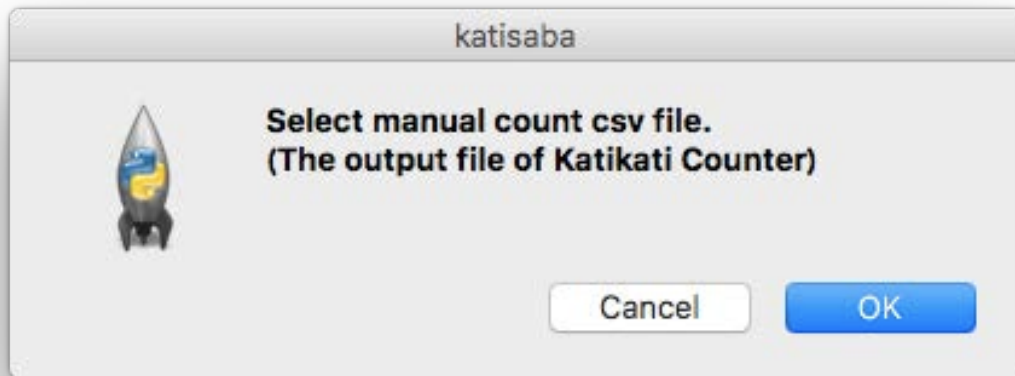 katisaba
Select manual count csv file.
(The output file of Katikati Counter)
Cancel
OK